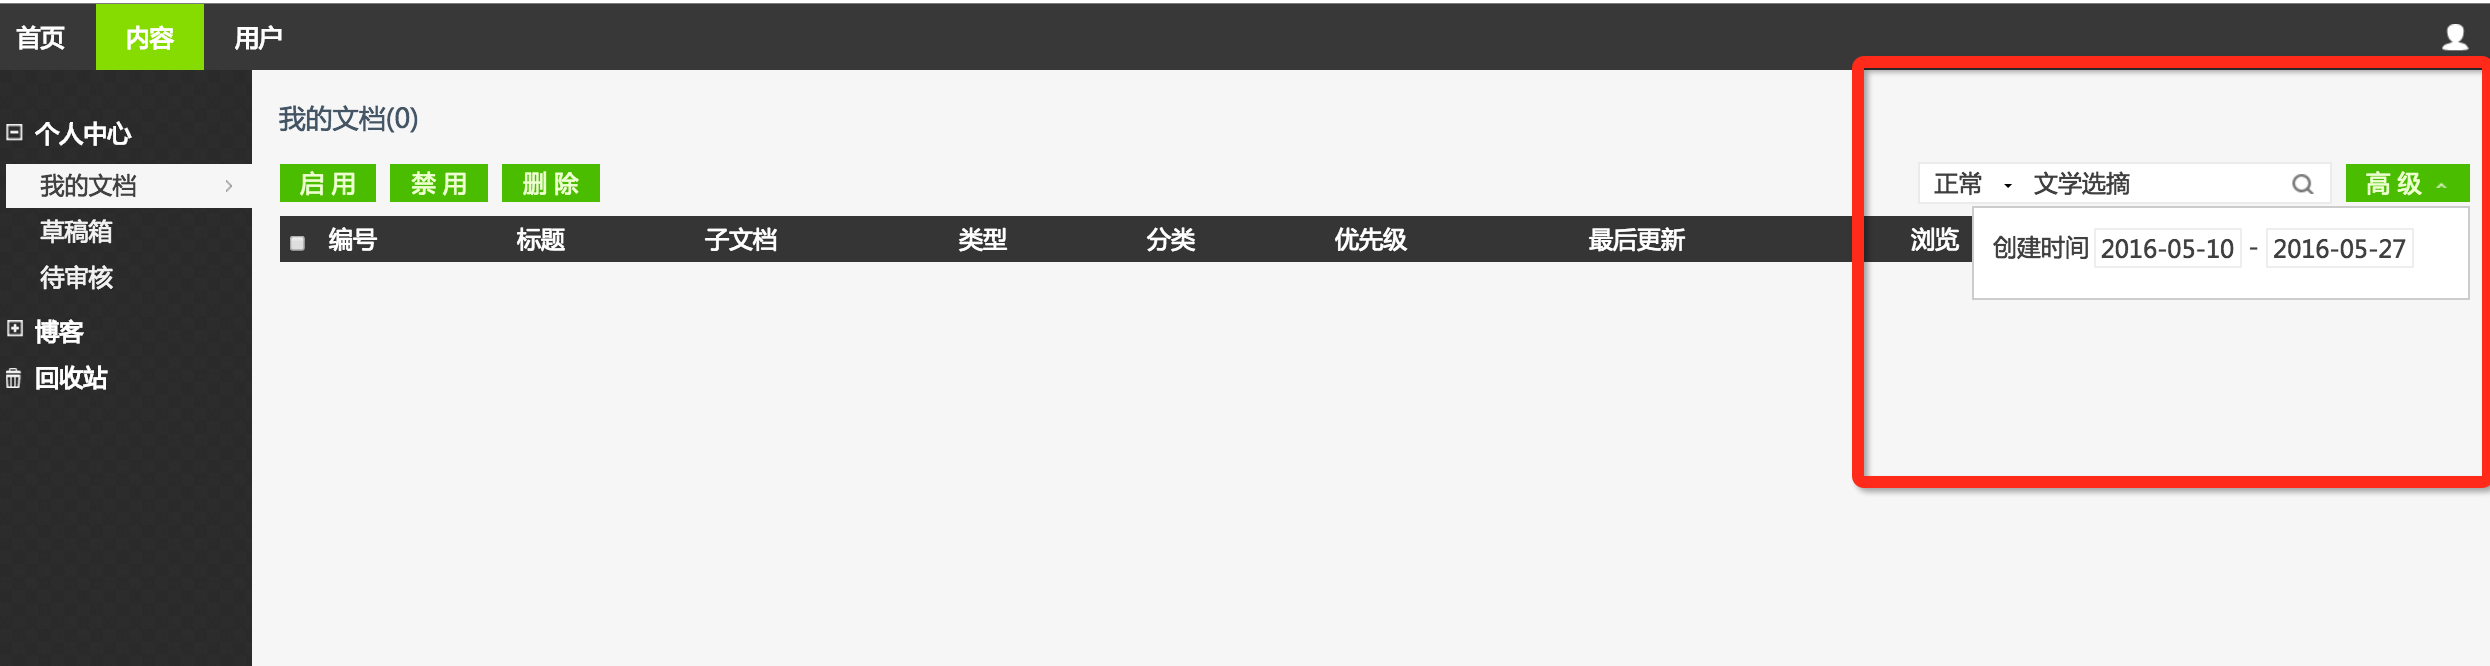 首页 内容 用户
我的文档(0)
个人中心
我的文档
启用 禁用 删除 正常 文学选摘 高级
草稿箱
编号 标题 子文档 类型 分类 优先级 最后更新 浏览
创建时间 2016-05-10 - 2016-05-27
待审核
博客
回收站